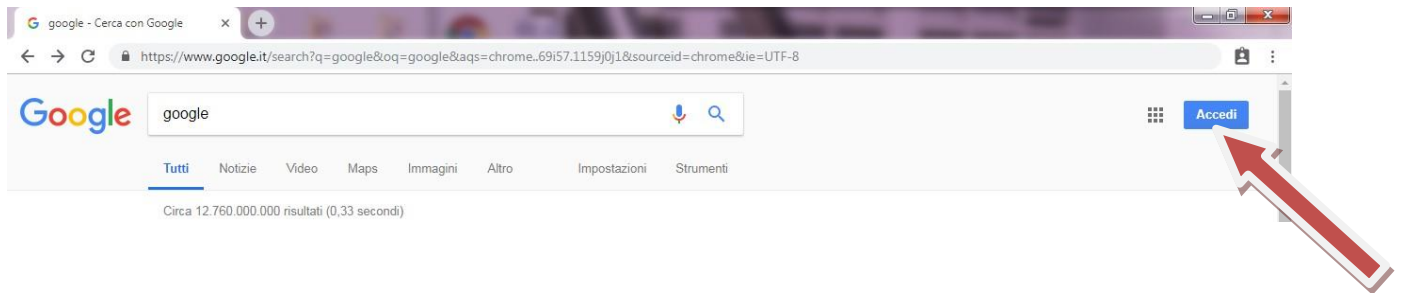 google - Cerca con Google
https://www.google.it/search?q=google&oq=google&aqs=chrome..69i57.1159j0j1&sourceid=chrome&ie=UTF-8
Google google Accedi
Tutti Notizie Video Maps Immagini Altro Impostazioni Strumenti
Circa 12.760.000.000 risultati (0,33 secondi)